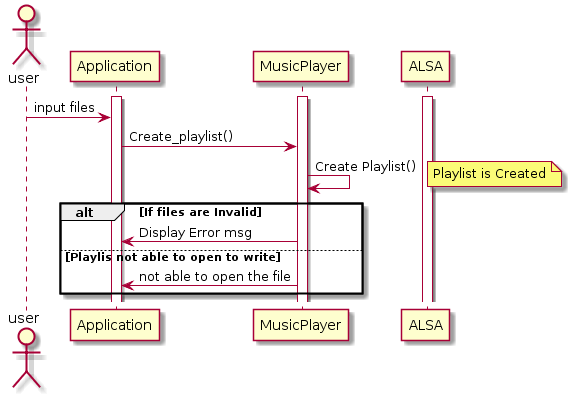 user
Application
MusicPlayer
ALSA
input files
Create_playlist()
Create Playlist()
Playlist is Created
alt
[If files are Invalid]
Display Error msg
[Playlis not able to open to write]
not able to open the file
user
Application
MusicPlayer
ALSA